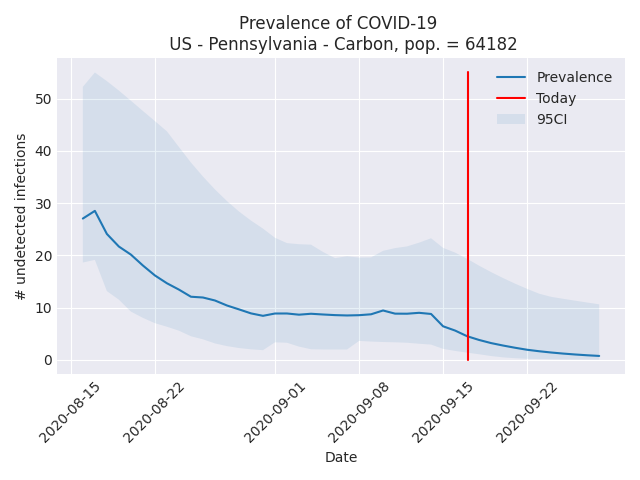 Prevalence of COVID-19
US - Pennsylvania - Carbon, pop. = 64182
Prevalence
Today
95CI
# undetected infections
50
40
30
20
10
0
2020-08-15
2020-08-22
2020-09-01
2020-09-08
2020-09-15
2020-09-22
Date